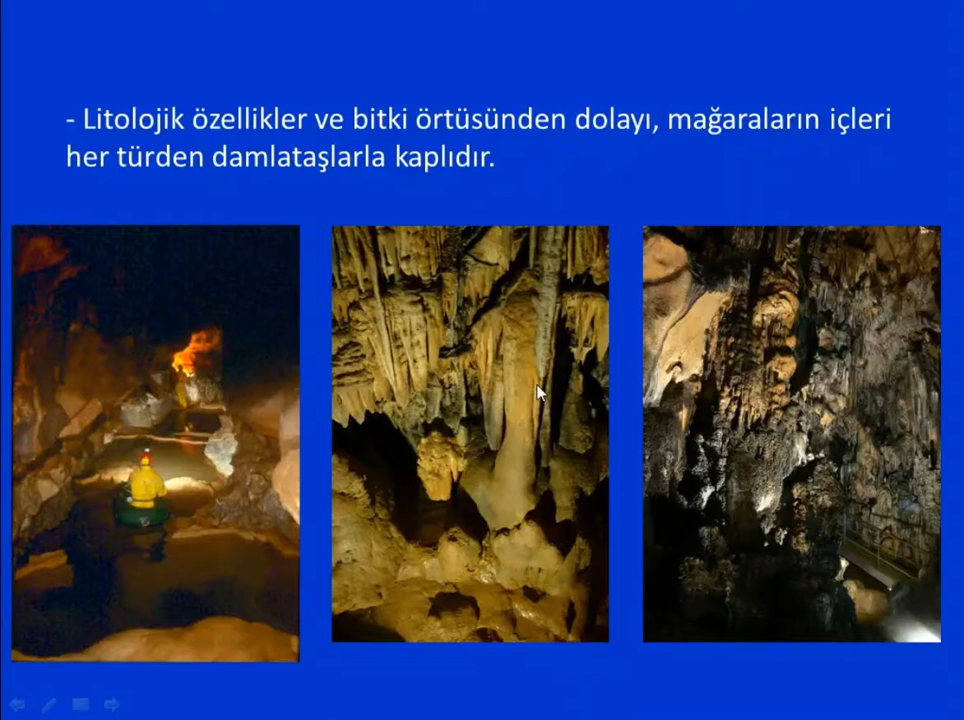 - Litolojik özellikler ve bitki örtüsünden dolayı, mağaraların içleri
her türden damlataşlarla kaplıdır.